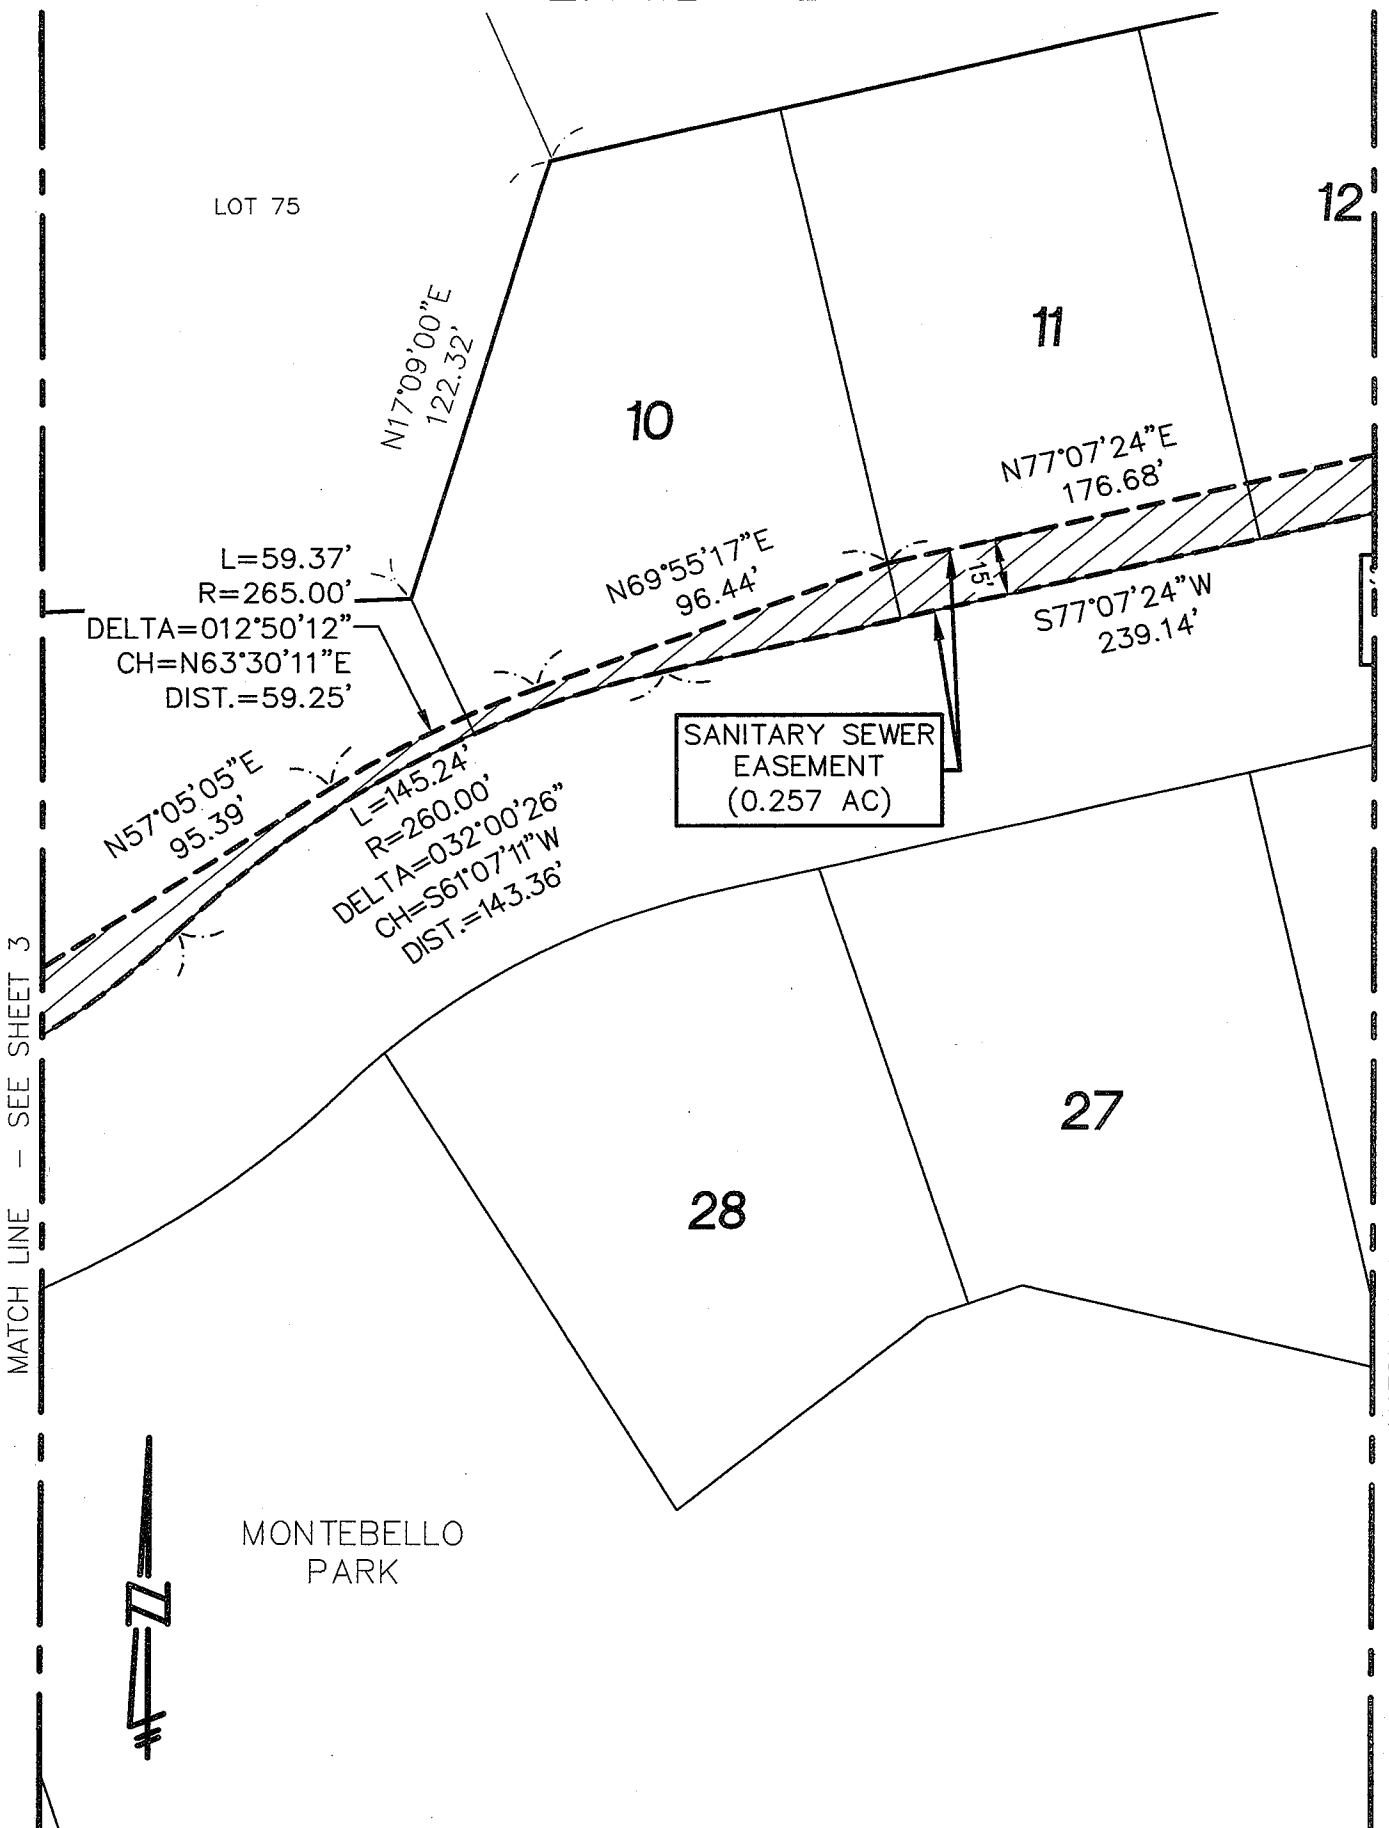 LOT 75
12
11
10
N17°09'00"E
122.32'
N77°07'24"E
176.68'
L=59.37'
R=265.00'
DELTA=012°50'12"
CH=N63°30'11"E
DIST.=59.25'
N69°55'17"E
96.44'
15'
S77°07'24"W
239.14'
SANITARY SEWER
EASEMENT
(0.257 AC)
N57°05'05"E
95.39'
L=145.24'
R=260.00'
DELTA=032°00'26"
CH=S61°07'11"W
DIST.=143.36'
MATCH LINE - SEE SHEET 3
27
28
MONTEBELLO
PARK
N